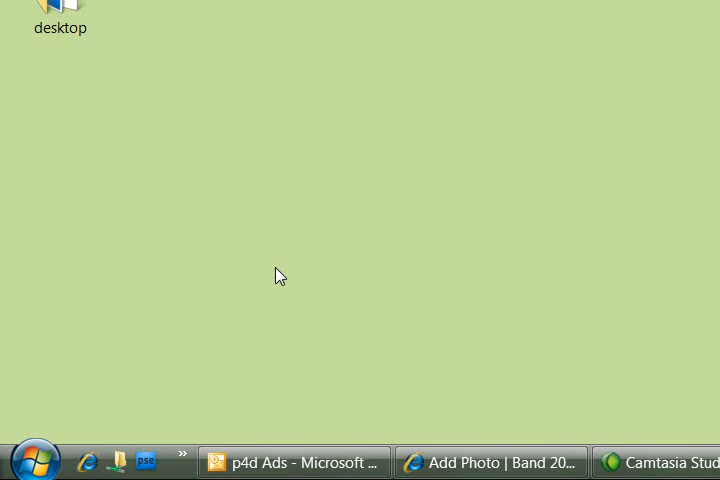 desktop
pse
»
p4d Ads - Microsoft ...
Add Photo | Band 20...
Camtasia Stud